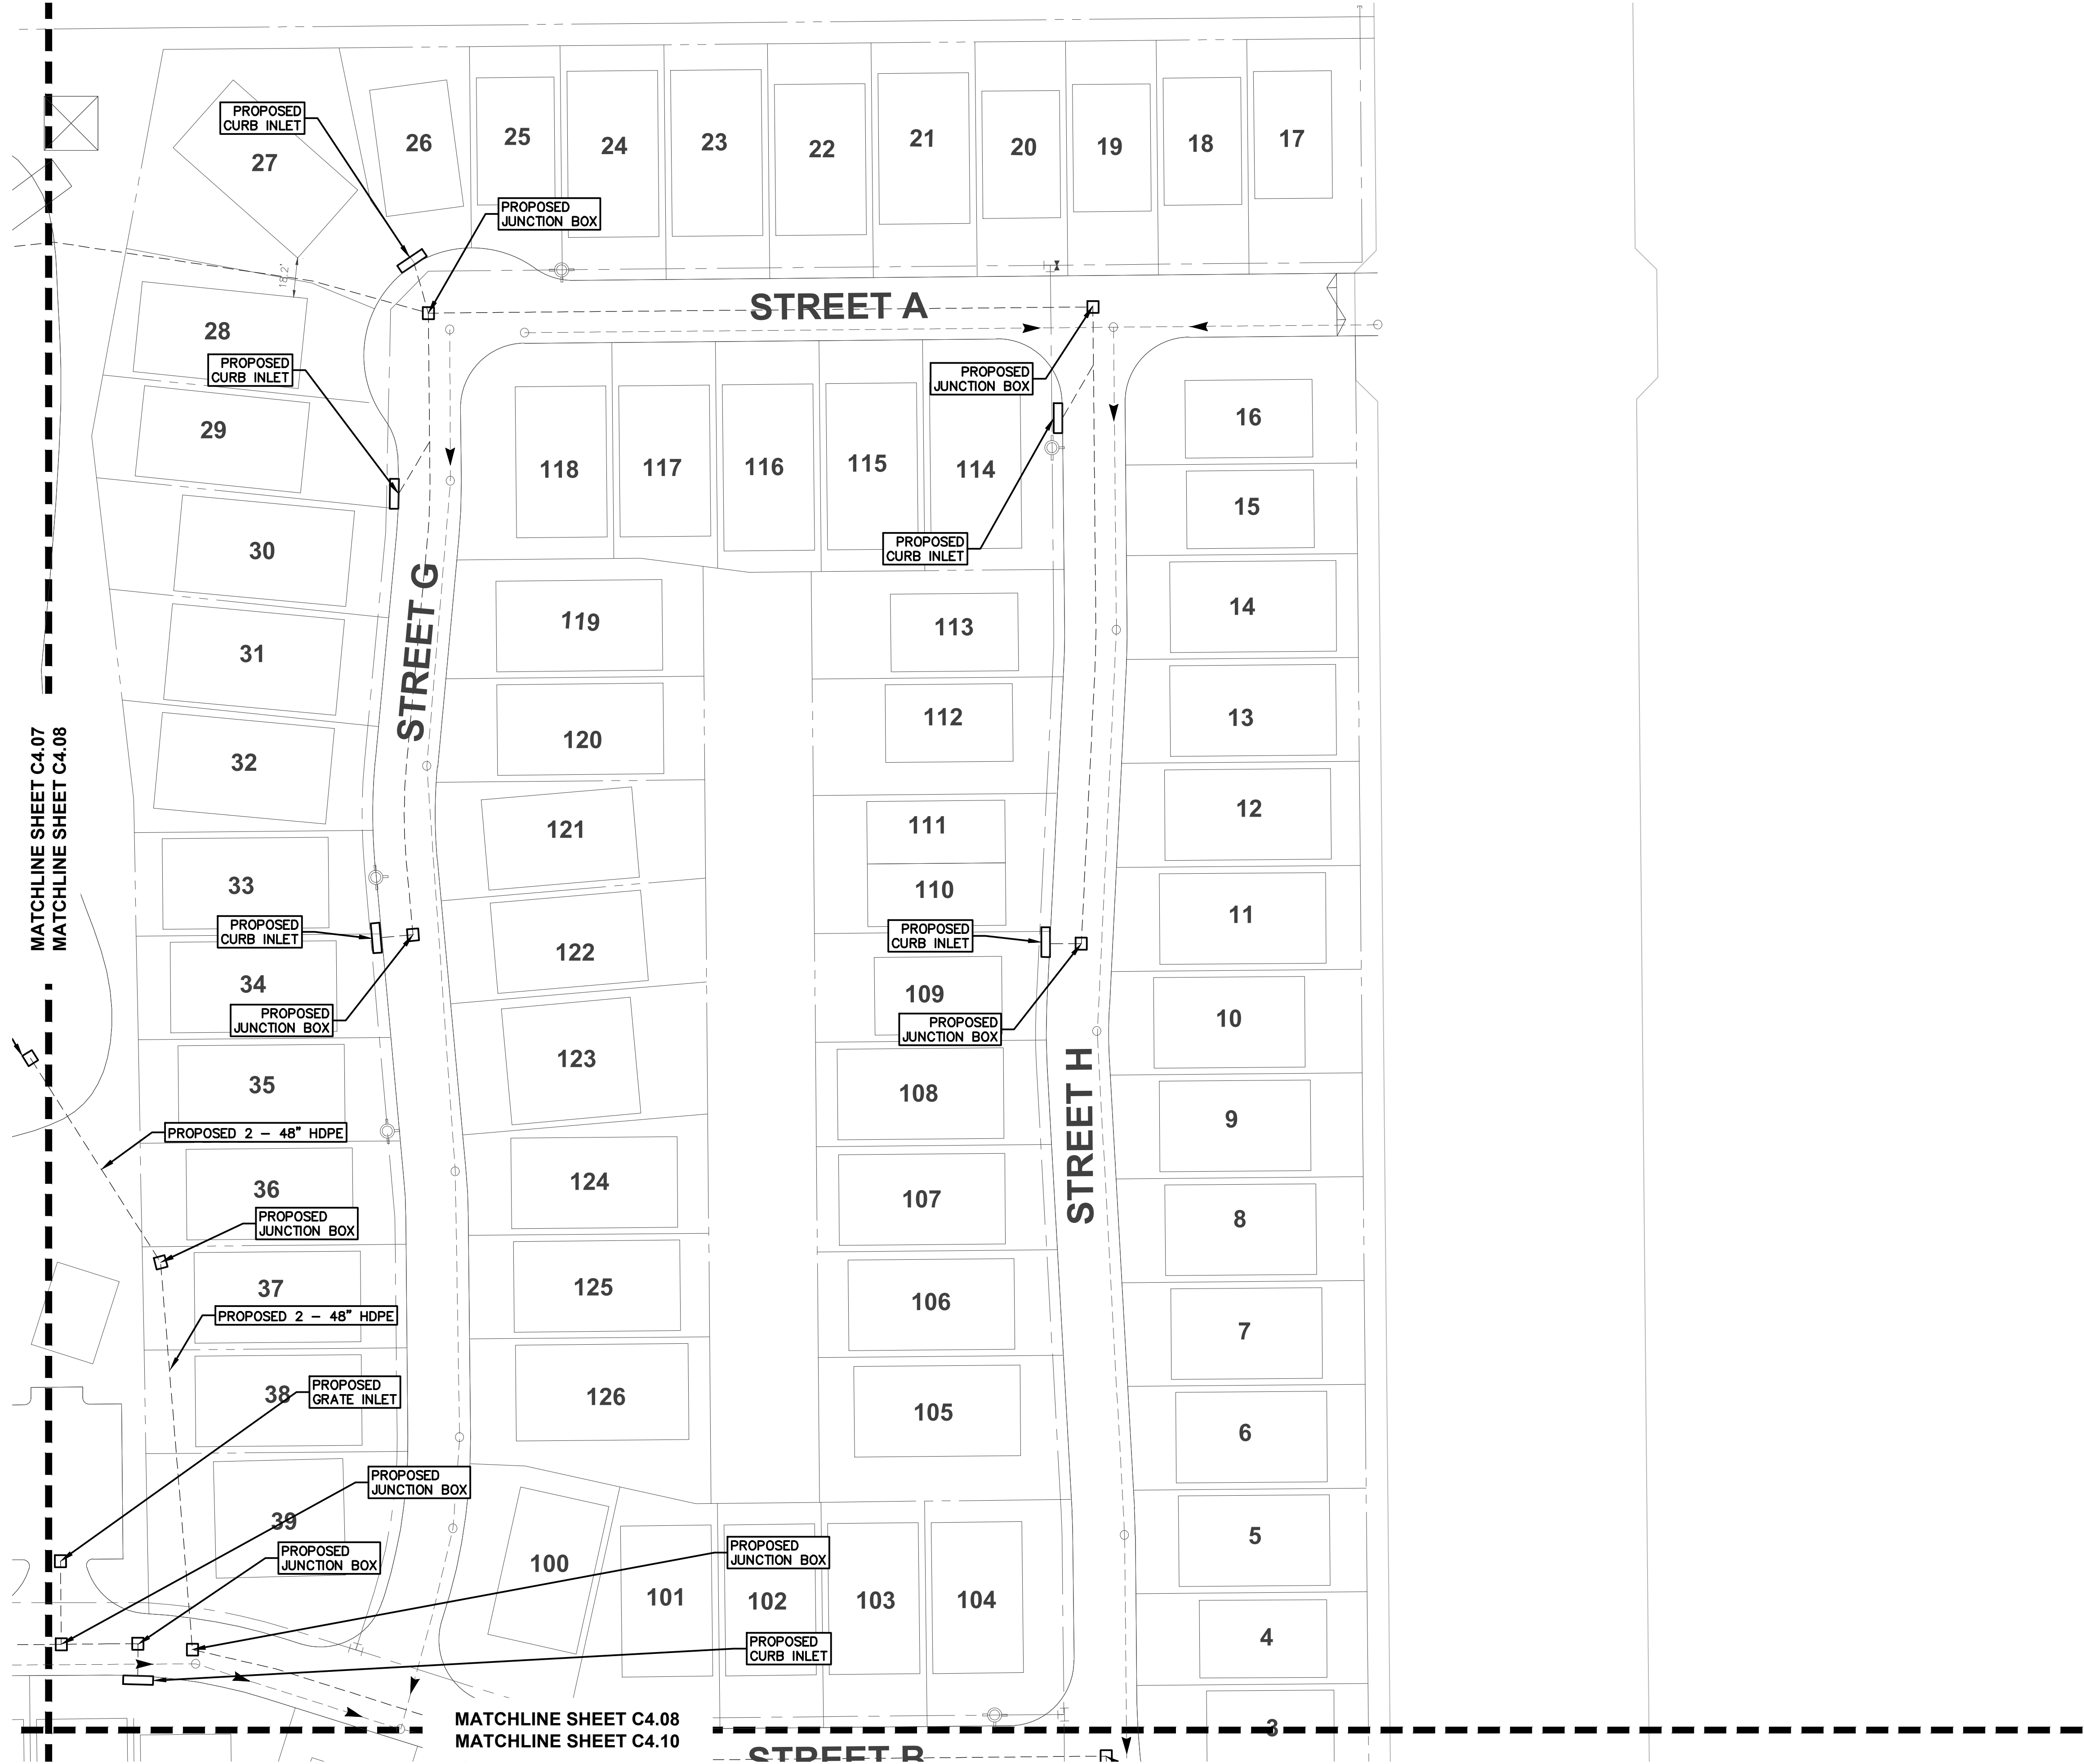 27
26
25
24
23
22
21
20
19
18
17
PROPOSED
CURB INLET
PROPOSED
JUNCTION BOX
18.2'
STREET A
28
PROPOSED
CURB INLET
29
30
31
32
STREET G
118
117
116
115
114
PROPOSED
JUNCTION BOX
PROPOSED
CURB INLET
16
15
14
13
12
11
10
9
8
7
6
5
4
3
119
120
121
122
123
124
125
126
113
112
111
110
109
108
107
106
105
PROPOSED
CURB INLET
PROPOSED
JUNCTION BOX
STREET H
MATCHLINE SHEET C4.07
MATCHLINE SHEET C4.08
33
PROPOSED
CURB INLET
34
PROPOSED
JUNCTION BOX
35
PROPOSED 2 – 48" HDPE
36
PROPOSED
JUNCTION BOX
37
PROPOSED 2 – 48" HDPE
38
PROPOSED
GRATE INLET
PROPOSED
JUNCTION BOX
39
PROPOSED
JUNCTION BOX
100
101
102
103
104
PROPOSED
JUNCTION BOX
PROPOSED
CURB INLET
MATCHLINE SHEET C4.08
MATCHLINE SHEET C4.10
STREET B